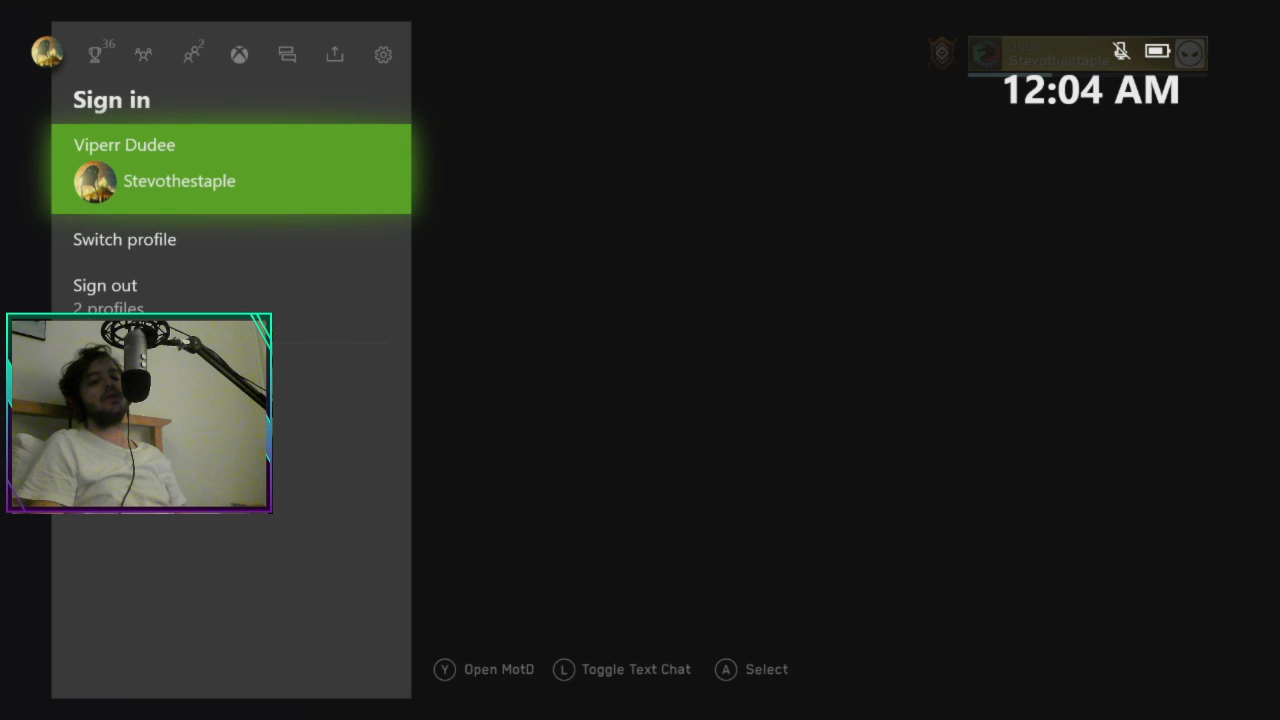 36
2
Sign in
Viperr Dudee
Stevothestaple
Switch profile
Sign out
2 profiles
Stevothestaple
12:04 AM
Y Open MotD L Toggle Text Chat A Select